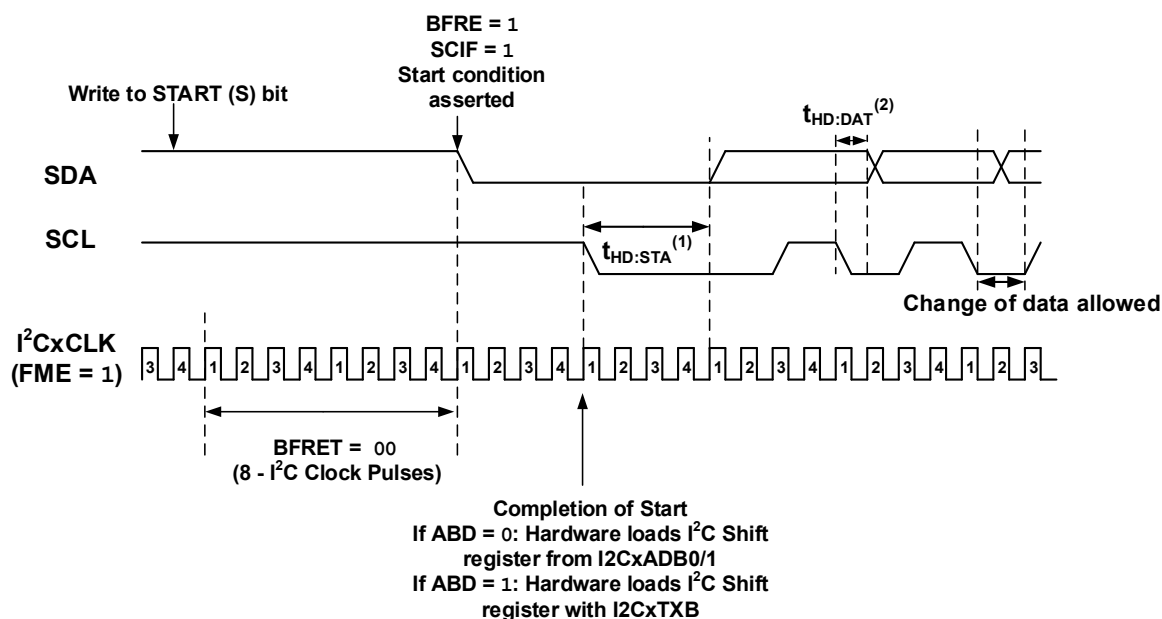 BFRE = 1
SCIF = 1
Start condition
asserted
Write to START (S) bit
tHD:DAT(2)
SDA
SCL
tHD:STA(1)
Change of data allowed
I2CxCLK
(FME = 1)
3 4 1 2 3 4 1 2 3 4 1 2 3 4 1 2 3 4 1 2 3 4 1 2 3 4 1 2 3
BFRET = 00
(8 - I2C Clock Pulses)
Completion of Start
If ABD = 0: Hardware loads I2C Shift
register from I2CxADB0/1
If ABD = 1: Hardware loads I2C Shift
register with I2CxTXB